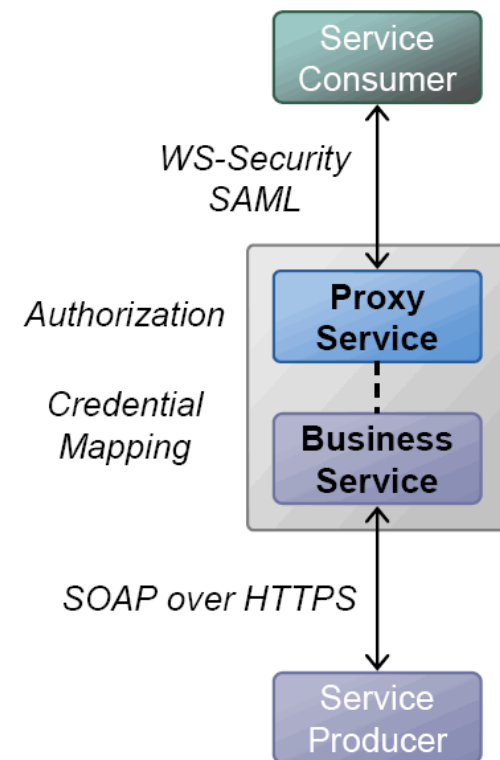 Service
Consumer
WS-Security
SAML
Authorization
Proxy
Service
Credential
Mapping
Business
Service
SOAP over HTTPS
Service
Producer